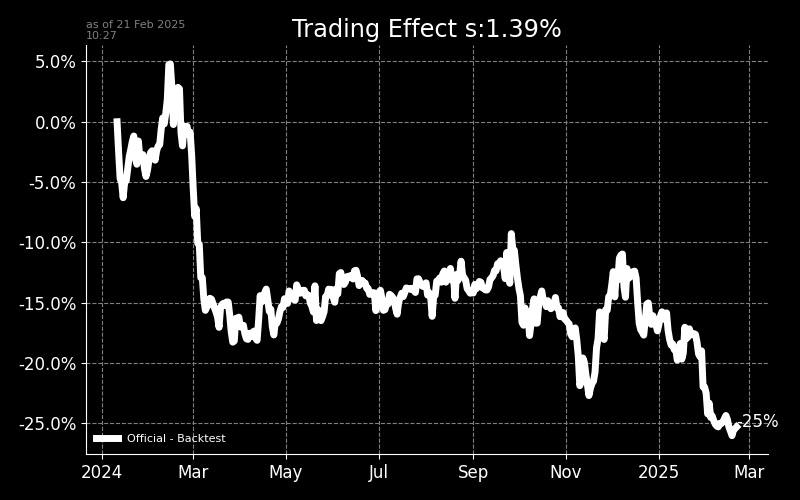 as of 21 Feb 2025
10:27
Trading Effect s:1.39%
5.0%
0.0%
-5.0%
-10.0%
-15.0%
-20.0%
-25.0%
-25%
Official - Backtest
2024 Mar May Jul Sep Nov 2025 Mar